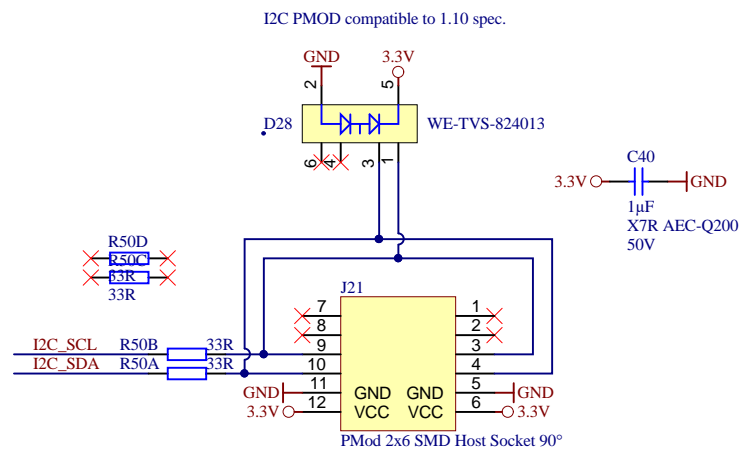 I2C PMOD compatible to 1.10 spec.
GND
3.3V
2
5
D28
WE-TVS-824013
6
4
3
1
C40
3.3V
GND
1µF
X7R AEC-Q200
50V
R50D
R50C
33R
33R
J21
7
1
8
2
I2C_SCL
R50B
33R
9
3
I2C_SDA
R50A
33R
10
4
GND
11
GND
GND
5
GND
3.3V
12
VCC
VCC
6
3.3V
PMod 2x6 SMD Host Socket 90°